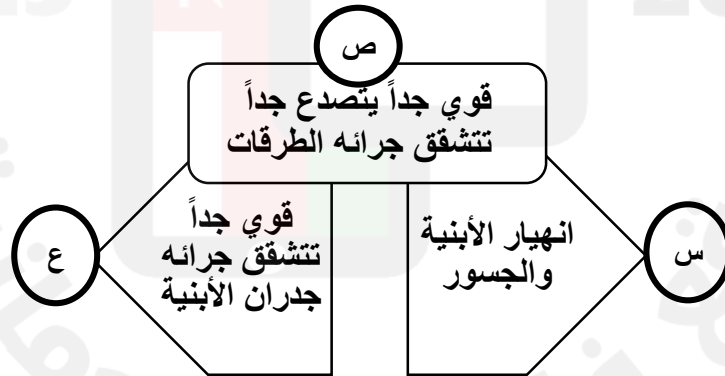 ص
قوي جداً يتصدع جداً
تتشقق جرائه الطرقات
س
انهيار الأبنية
والجسور
ع
قوي جداً
تتشقق جرائه
جدران الأبنية